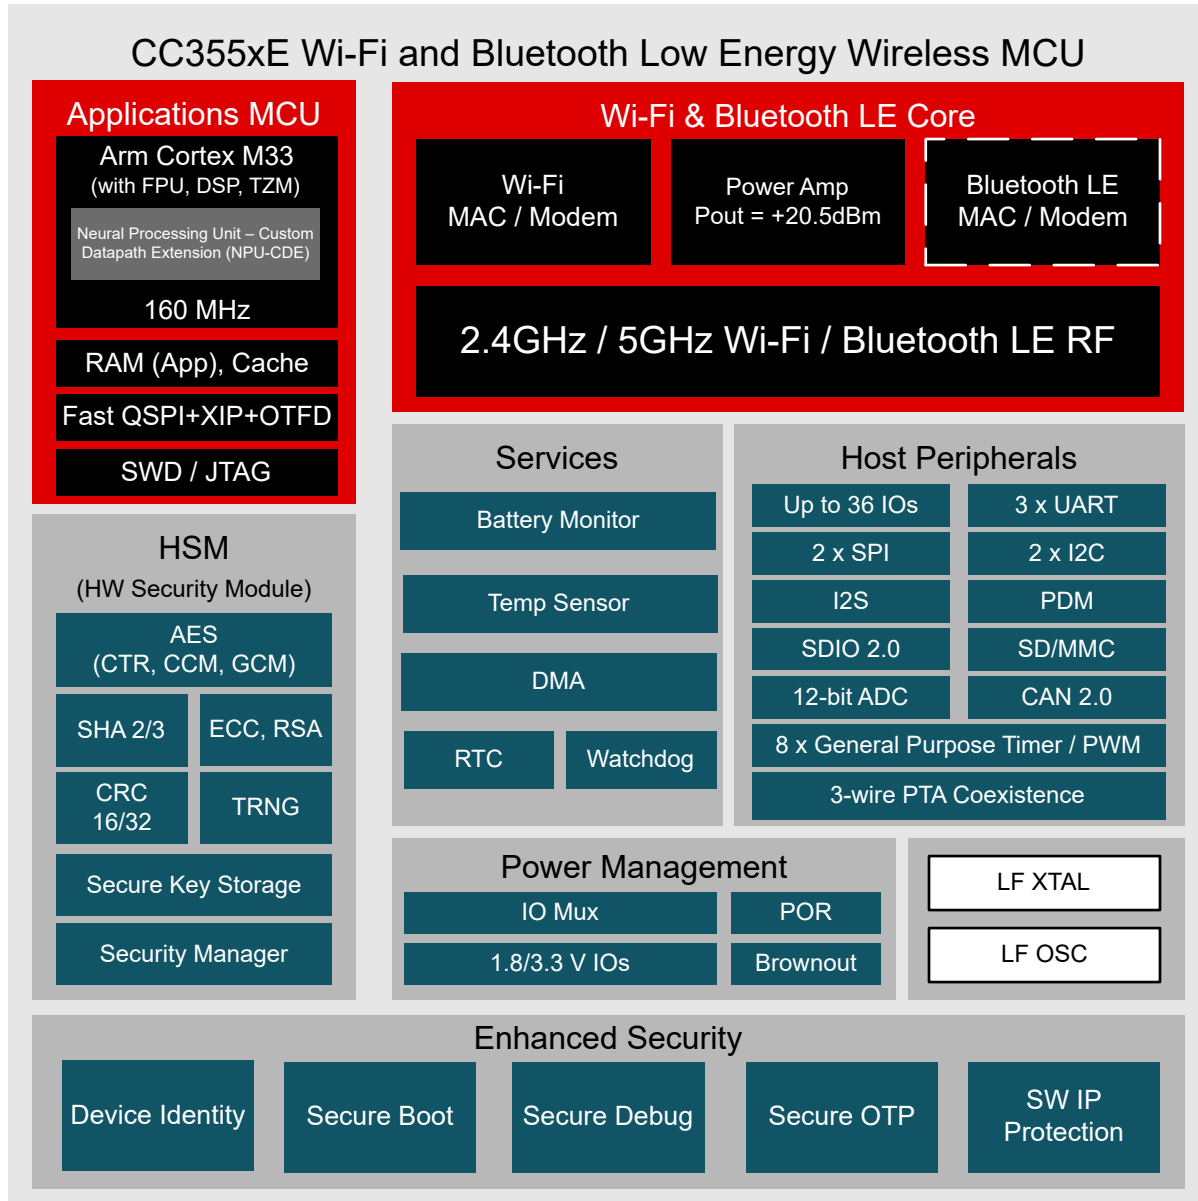 CC355xE Wi-Fi and Bluetooth Low Energy Wireless MCU
Applications MCU
Arm Cortex M33
(with FPU, DSP, TZM)
Neural Processing Unit – Custom
Datapath Extension (NPU-CDE)
160 MHz
RAM (App), Cache
Fast QSPI+XIP+OTFD
SWD / JTAG
Wi-Fi & Bluetooth LE Core
Wi-Fi
MAC / Modem
Power Amp
Pout = +20.5dBm
Bluetooth LE
MAC / Modem
2.4GHz / 5GHz Wi-Fi / Bluetooth LE RF
HSM
(HW Security Module)
AES
(CTR, CCM, GCM)
SHA 2/3
ECC, RSA
CRC
16/32
TRNG
Secure Key Storage
Security Manager
Services
Battery Monitor
Temp Sensor
DMA
RTC
Watchdog
Host Peripherals
Up to 36 IOs
3 x UART
2 x SPI
2 x I2C
I2S
PDM
SDIO 2.0
SD/MMC
12-bit ADC
CAN 2.0
8 x General Purpose Timer / PWM
3-wire PTA Coexistence
Power Management
IO Mux
POR
1.8/3.3 V IOs
Brownout
LF XTAL
LF OSC
Enhanced Security
Device Identity
Secure Boot
Secure Debug
Secure OTP
SW IP
Protection